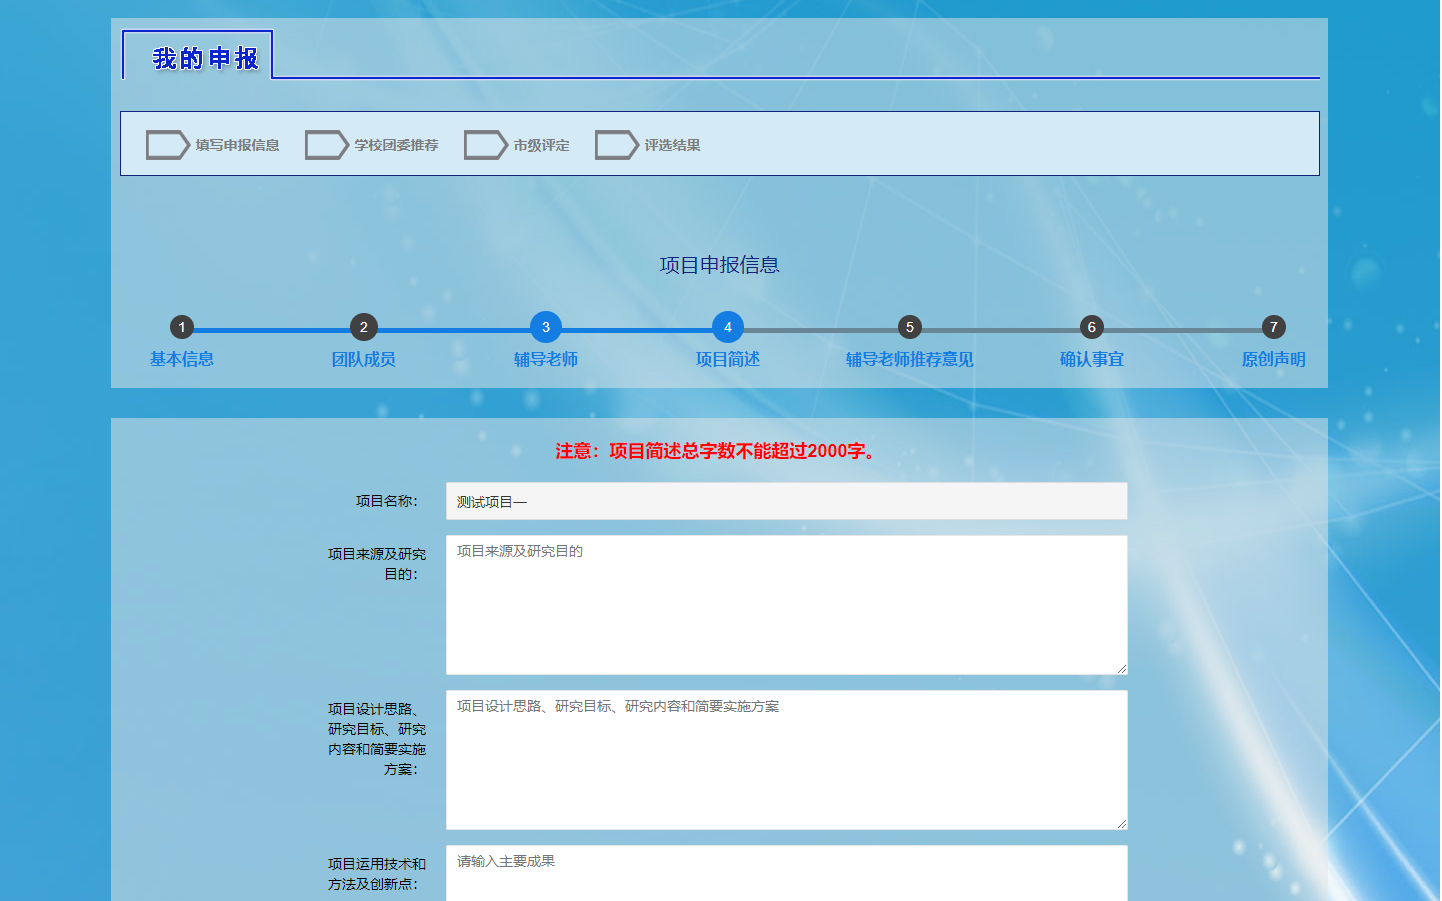 我的申报
填写申报信息 学校团委推荐 市级评定 评选结果
项目申报信息
1 2 3 4 5 6 7
基本信息 团队成员 辅导老师 项目简述 辅导老师推荐意见 确认事宜 原创声明
注意：项目简述总字数不能超过2000字。
项目名称： 测试项目一
项目来源及研究
目的：
项目来源及研究目的
项目设计思路、
研究目标、研究
内容和简要实施
方案：
项目设计思路、研究目标、研究内容和简要实施方案
项目运用技术和
方法及创新点：
请输入主要成果